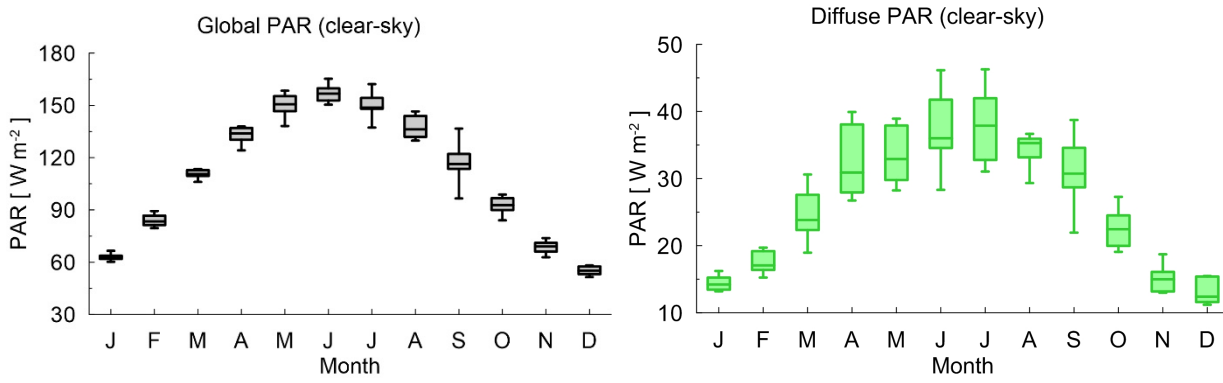 Global PAR (clear-sky)
180
150
120
90
60
30
PAR [ W m-2 ]
J F M A M J J A S O N D
Month
Diffuse PAR (clear-sky)
50
40
30
20
10
PAR [ W m-2 ]
J F M A M J J A S O N D
Month